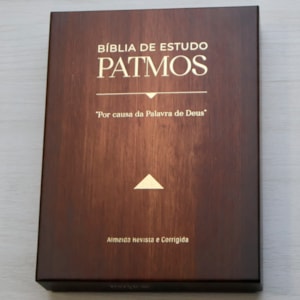 BÍBLIA DE ESTUDO
PATMOS
"Por causa da Palavra de Deus"
Almeida Revista e Corrigida